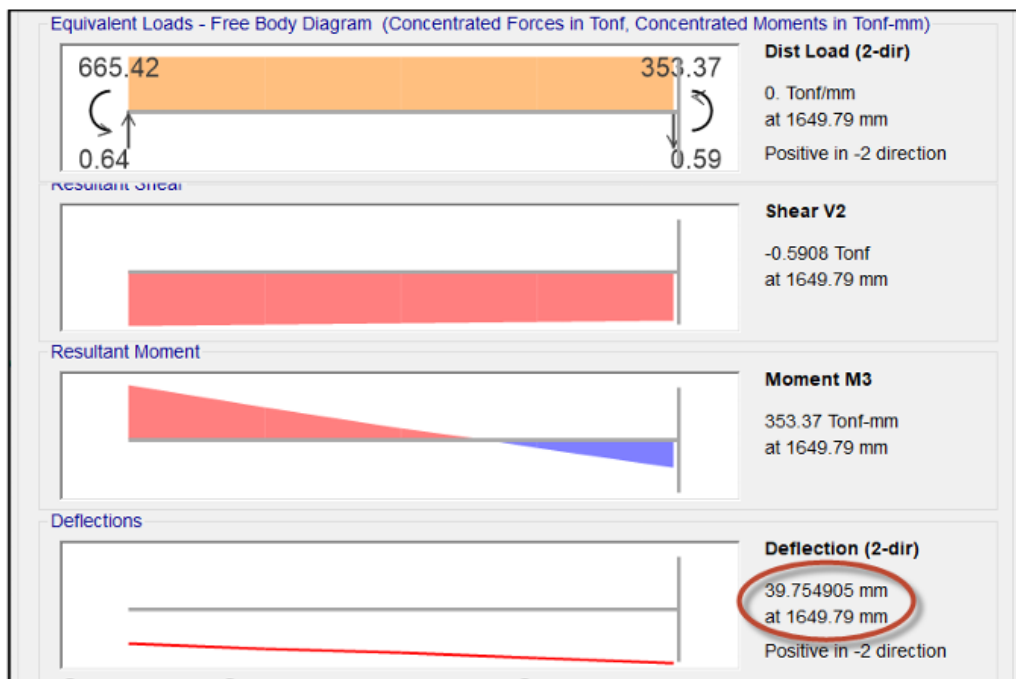 Equivalent Loads - Free Body Diagram (Concentrated Forces in Tonf, Concentrated Moments in Tonf-mm)
665.42
353.37
0.64
0.59
Dist Load (2-dir)
0. Tonf/mm
at 1649.79 mm
Positive in -2 direction
Resultant Shear
Shear V2
-0.5908 Tonf
at 1649.79 mm
Resultant Moment
Moment M3
353.37 Tonf-mm
at 1649.79 mm
Deflections
Deflection (2-dir)
39.754905 mm
at 1649.79 mm
Positive in -2 direction